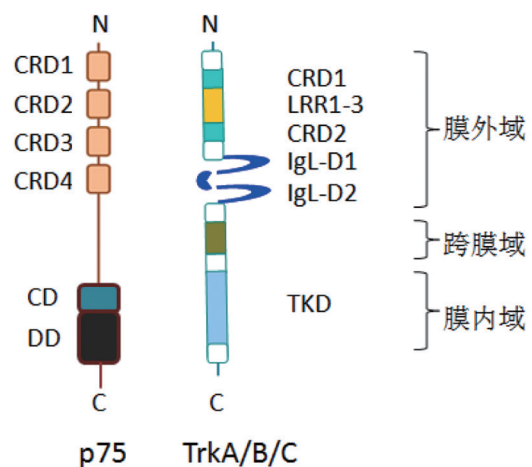 N
N
CRD1
CRD2
CRD3
CRD4
CD
DD
C
p75
CRD1
LRR1-3
CRD2
IgL-D1
IgL-D2
TKD
C
TrkA/B/C
膜外域
跨膜域
膜内域